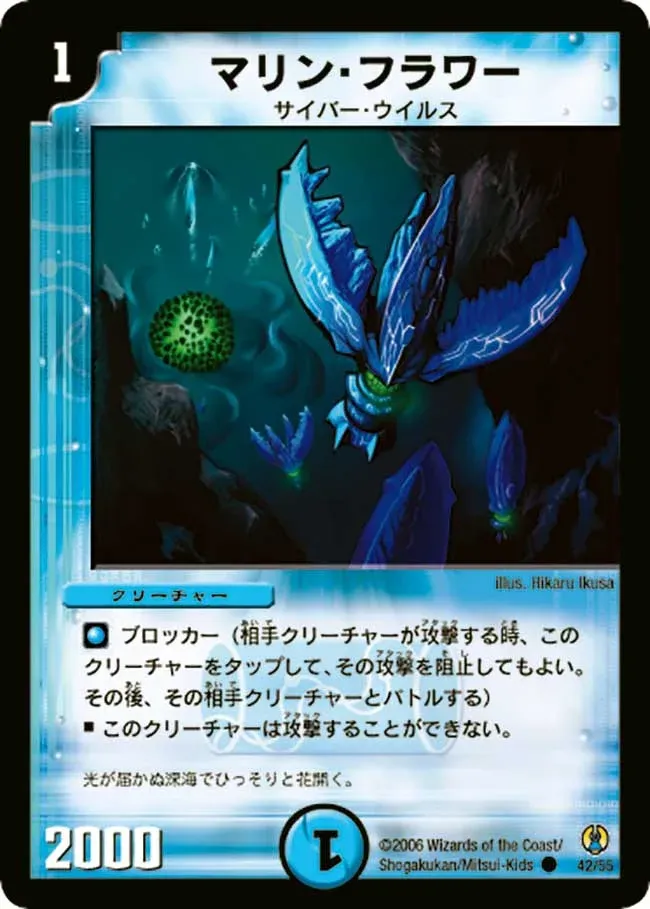 1
マリン・フラワー
サイバー・ウイルス
illus. Hikaru Ikusa
クリーチャー
ブロッカー（相手クリーチャーが攻撃する時、この
クリーチャーをタップして、その攻撃を阻止してもよい。
その後、その相手クリーチャーとバトルする）
■ このクリーチャーは攻撃することができない。
光が届かぬ深海でひっそりと花開く。
2000
1
©2006 Wizards of the Coast/
Shogakukan/Mitsui-Kids ● 42/55